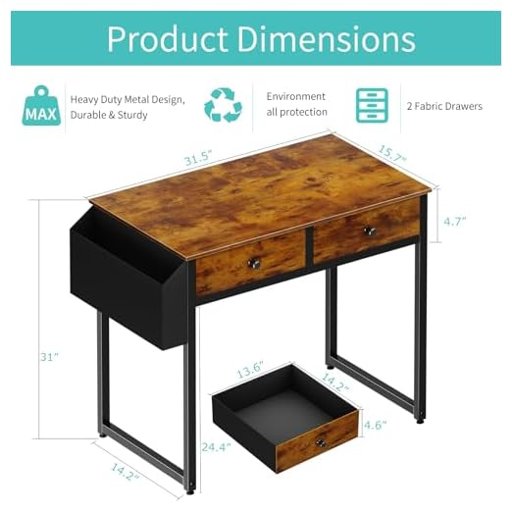 Product Dimensions
MAX
Heavy Duty Metal Design,
Durable & Sturdy
Environment
all protection
2 Fabric Drawers
31.5"
15.7"
4.7"
31"
13.6"
14.2"
4.6"
24.4"
14.2"